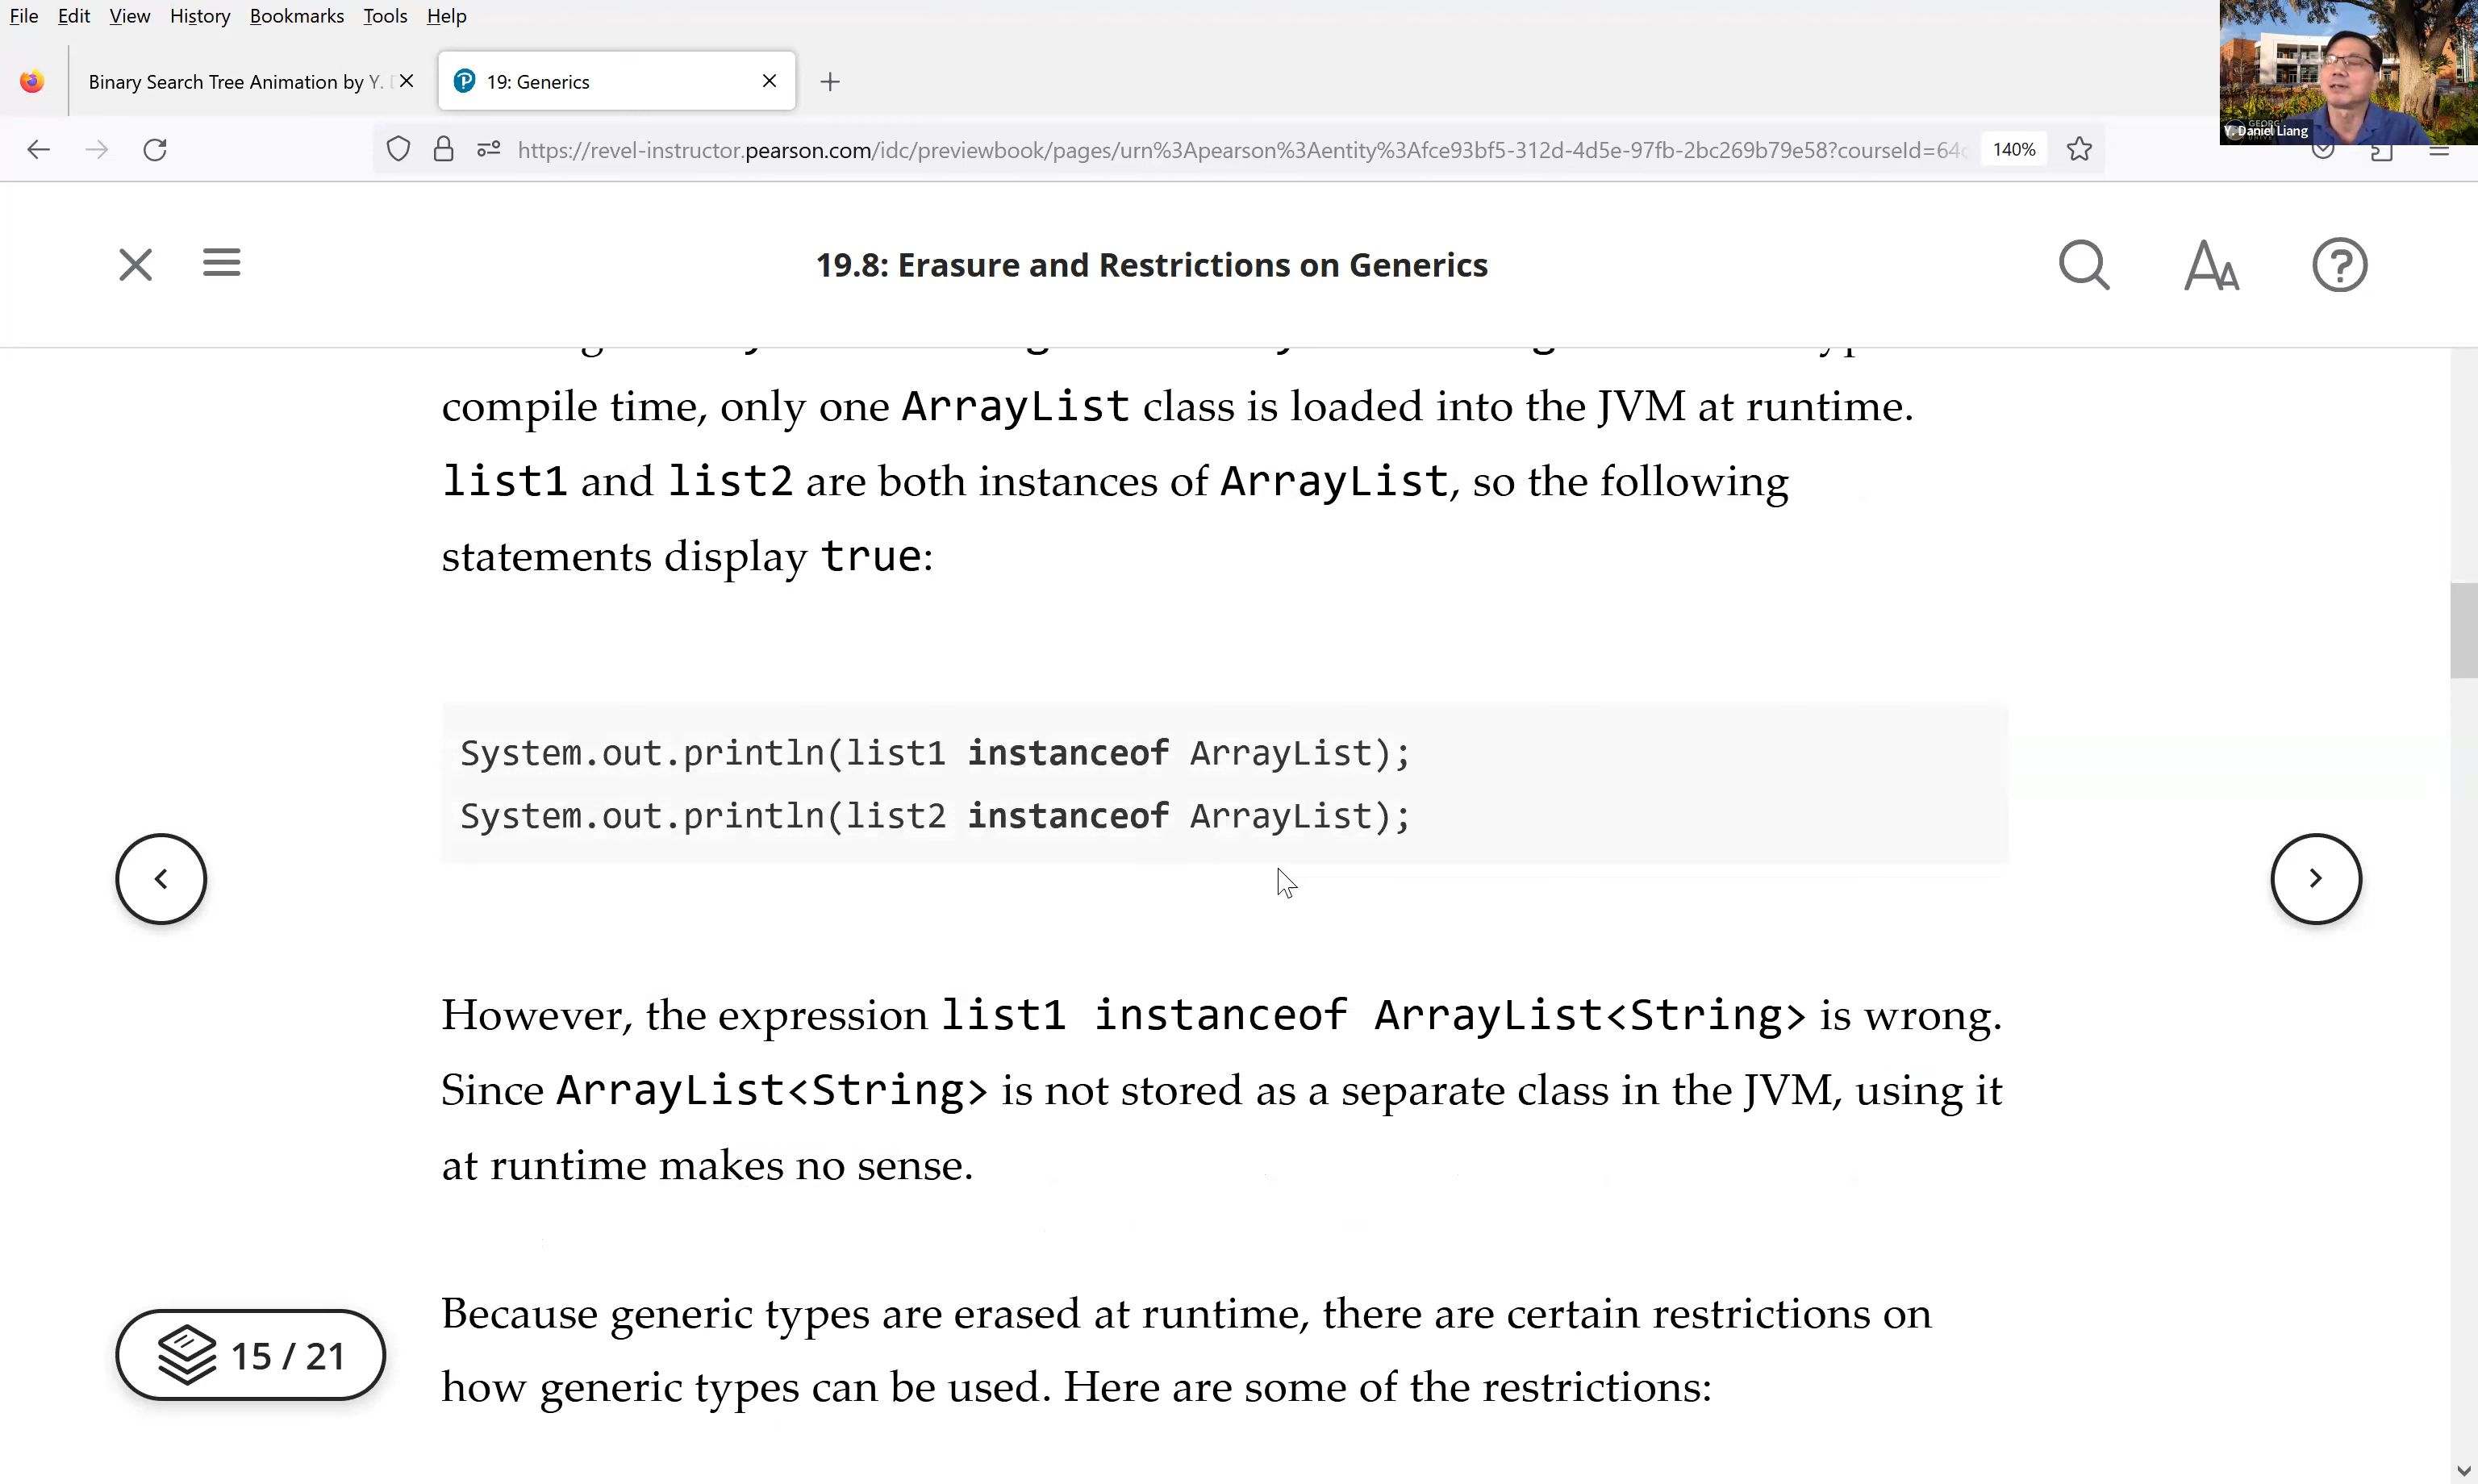 File Edit View History Bookmarks Tools Help
Binary Search Tree Animation by Y.
19: Generics
https://revel-instructor.pearson.com/idc/previewbook/pages/urn%3Apearson%3Aentity%3Afce93bf5-312d-4d5e-97fb-2bc269b79e58?courseId=64
140%
Y. Daniel Liang
19.8: Erasure and Restrictions on Generics
compile time, only one ArrayList class is loaded into the JVM at runtime.
list1 and list2 are both instances of ArrayList, so the following
statements display true:
System.out.println(list1 instanceof ArrayList);
System.out.println(list2 instanceof ArrayList);
However, the expression list1 instanceof ArrayList<String> is wrong.
Since ArrayList<String> is not stored as a separate class in the JVM, using it
at runtime makes no sense.
15 / 21
Because generic types are erased at runtime, there are certain restrictions on
how generic types can be used. Here are some of the restrictions: